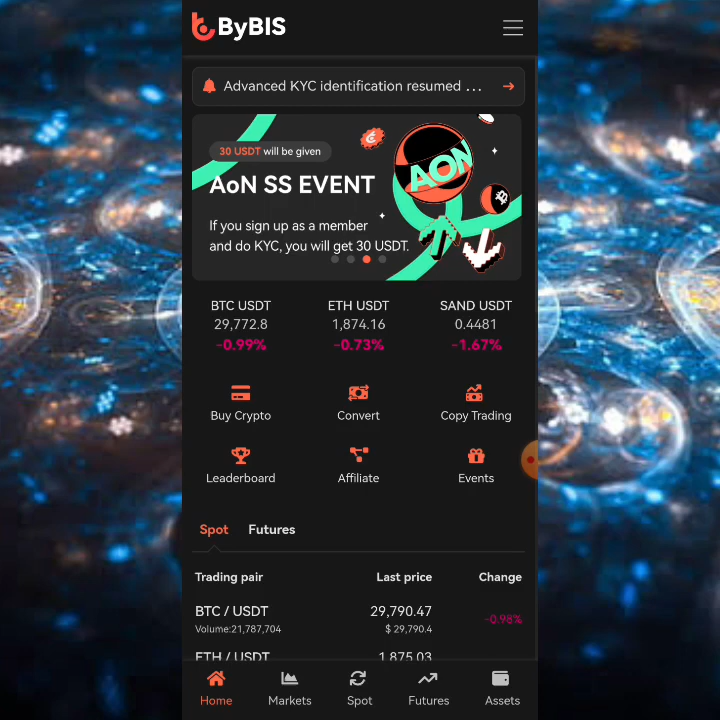 ByBIS
Advanced KYC identification resumed ...
30 USDT will be given
AoN SS EVENT
If you sign up as a member
and do KYC, you will get 30 USDT.
AON
BTC USDT
29,772.8
-0.99%
ETH USDT
1,874.16
-0.73%
SAND USDT
0.4481
-1.67%
Buy Crypto
Convert
Copy Trading
Leaderboard
Affiliate
Events
Spot
Futures
Trading pair
Last price
Change
BTC / USDT
29,790.47
-0.98%
Volume:21,787,704
$ 29,790.4
ETH / USDT
1,875.03
Home
Markets
Spot
Futures
Assets